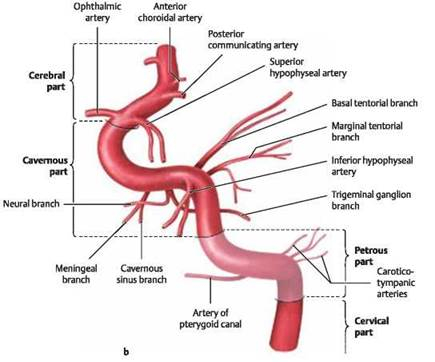 Ophthalmic
artery
Anterior
choroidal artery
Posterior
communicating artery
Superior
hypophyseal artery
Cerebral
part
Basal tentorial branch
Marginal tentorial
branch
Cavernous
part
Inferior hypophyseal
artery
Neural branch
Trigeminal ganglion
branch
Meningeal
branch
Cavernous
sinus branch
Petrous
part
Carotico-
tympanic
arteries
Artery of
pterygoid canal
Cervical
part
b